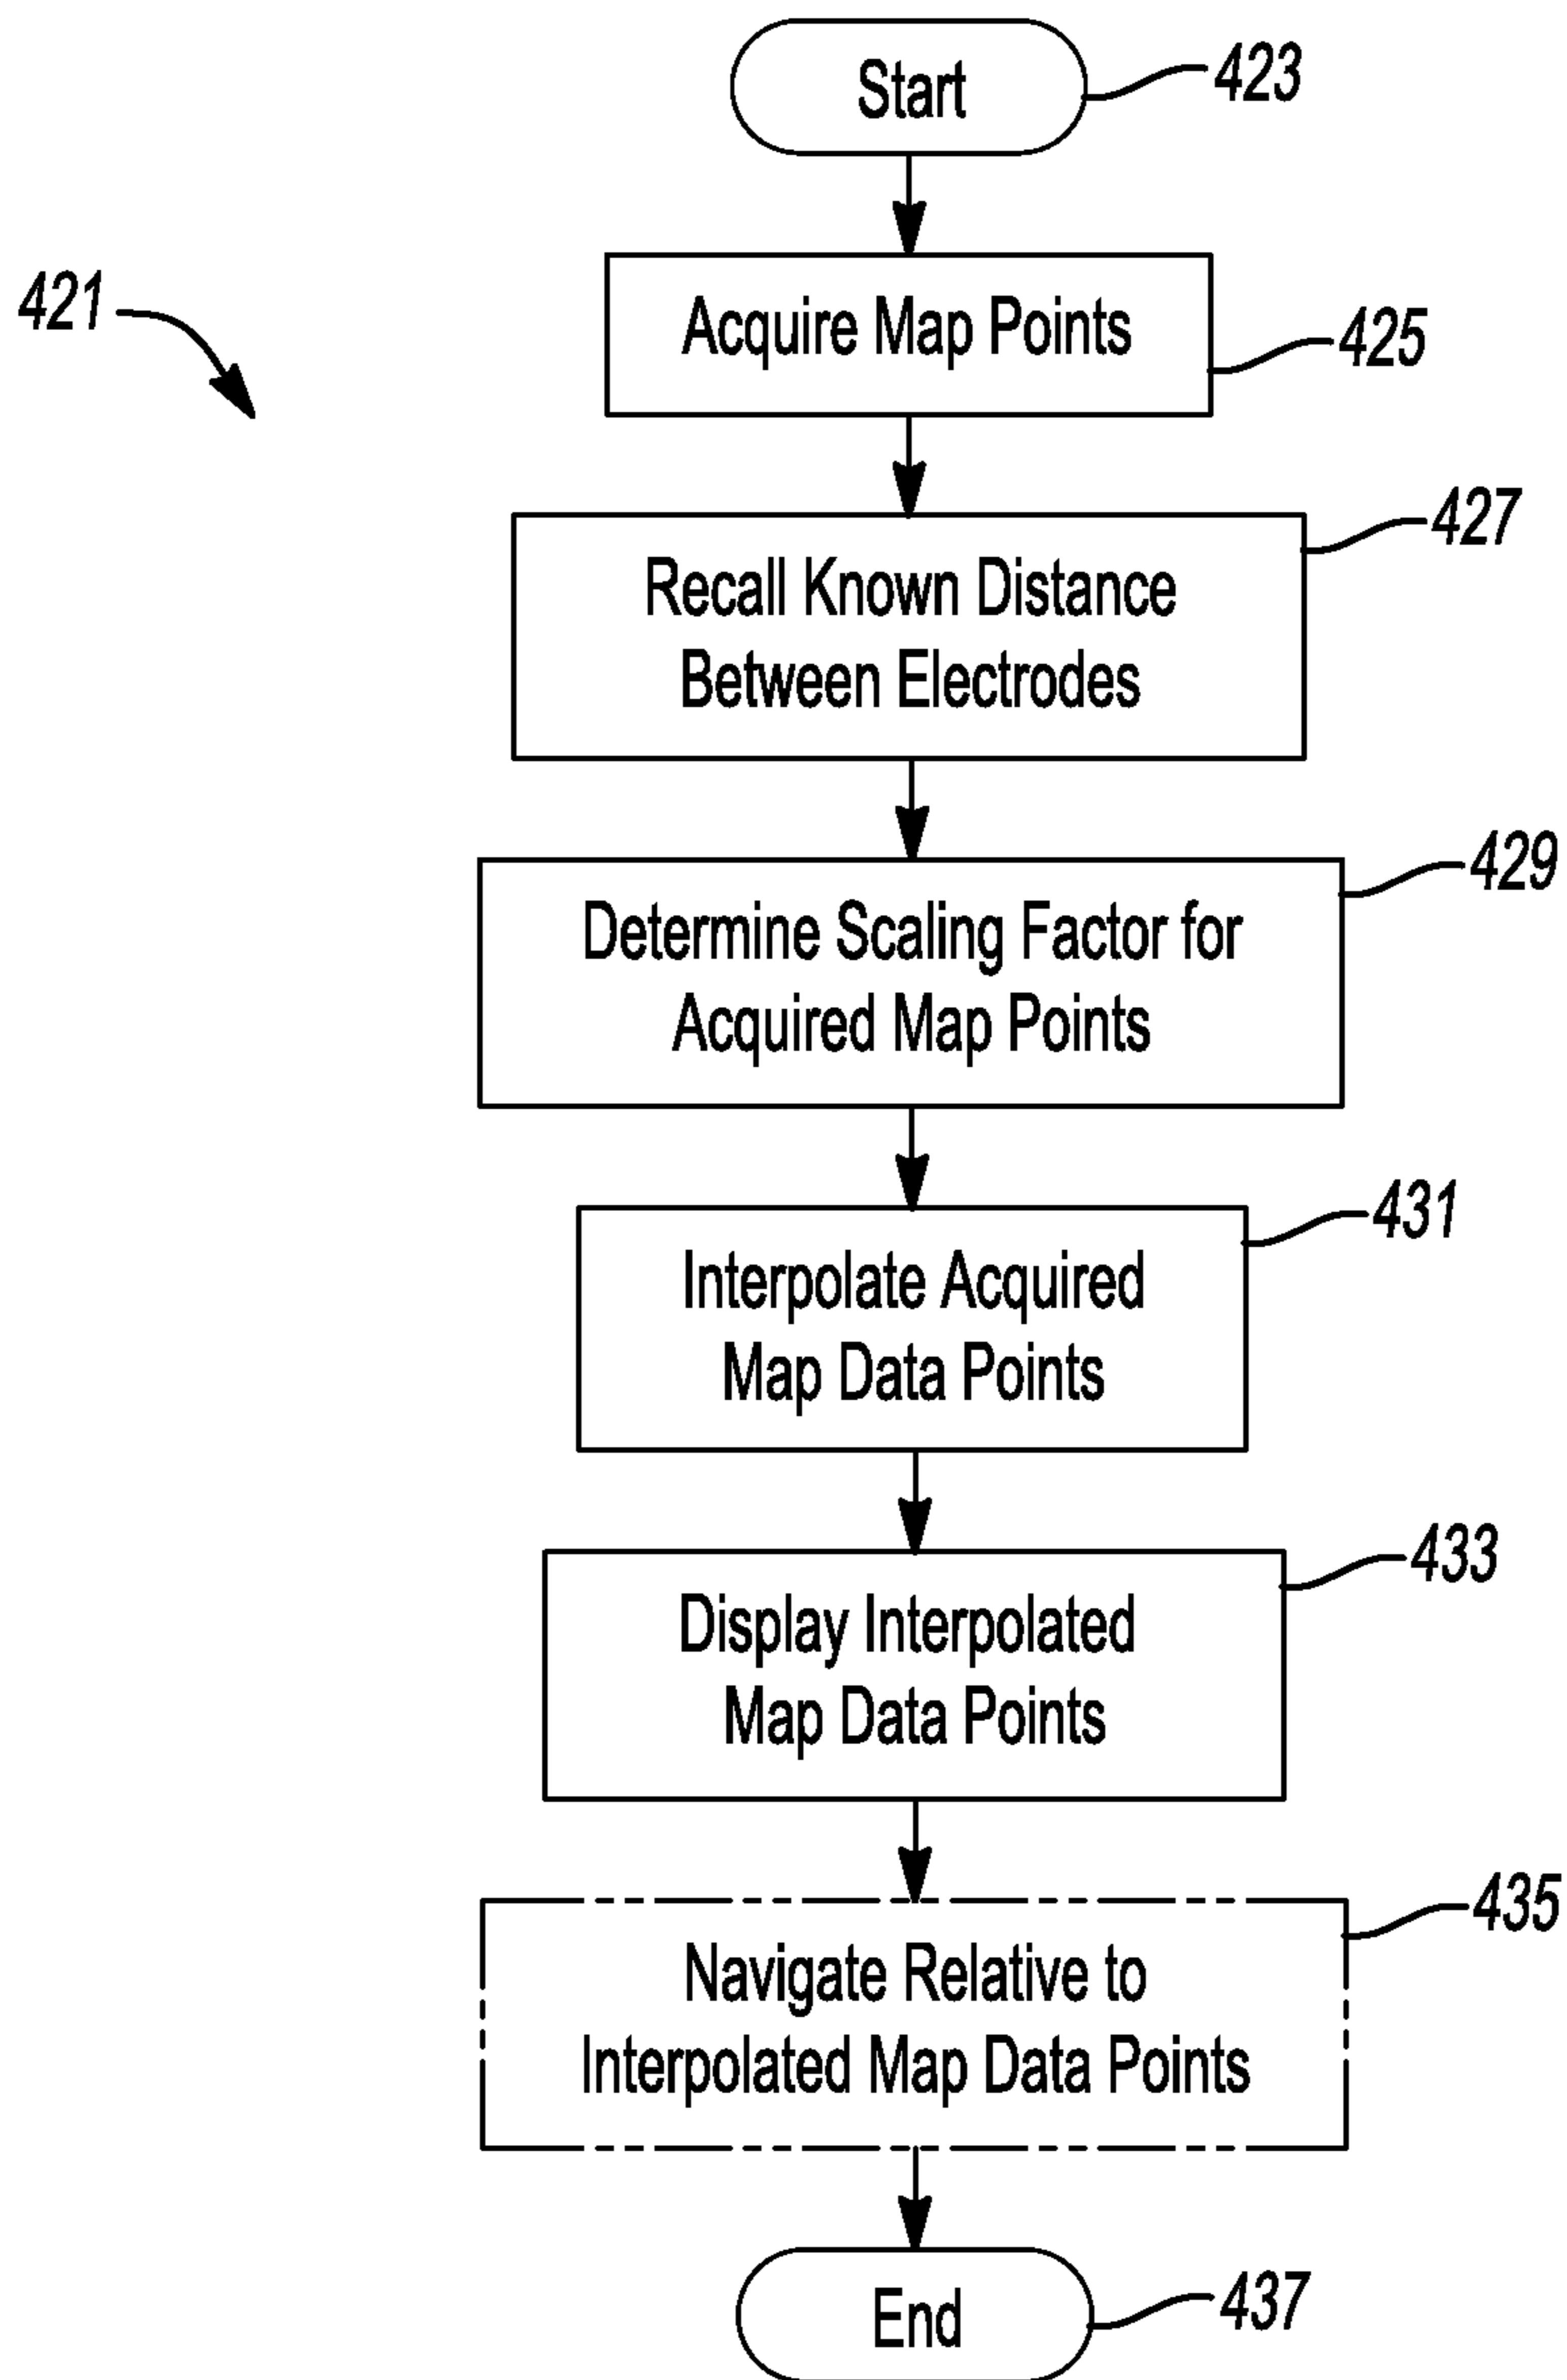 Start
423
421
Acquire Map Points
425
427
Recall Known Distance
Between Electrodes
429
Determine Scaling Factor for
Acquired Map Points
431
Interpolate Acquired
Map Data Points
433
Display Interpolated
Map Data Points
435
Navigate Relative to
Interpolated Map Data Points
End
437